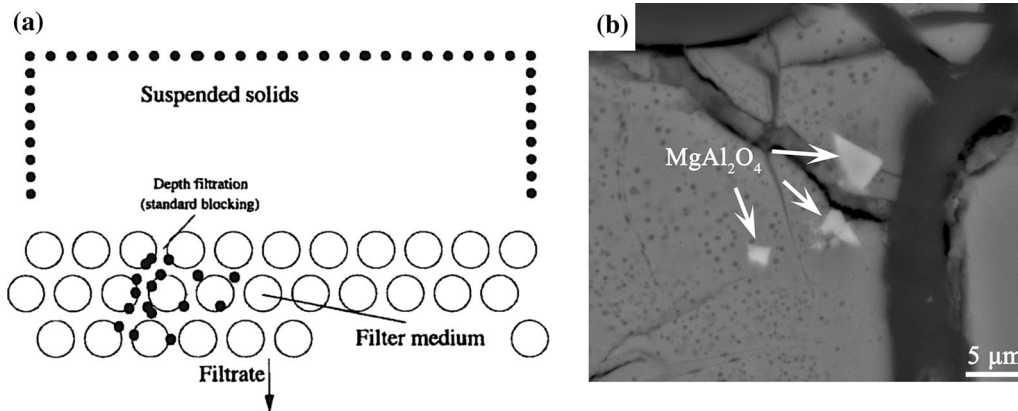 (a)
Suspended solids
Depth filtration
(standard blocking)
Filter medium
Filtrate
(b)
MgAl₂O₄
5 μm